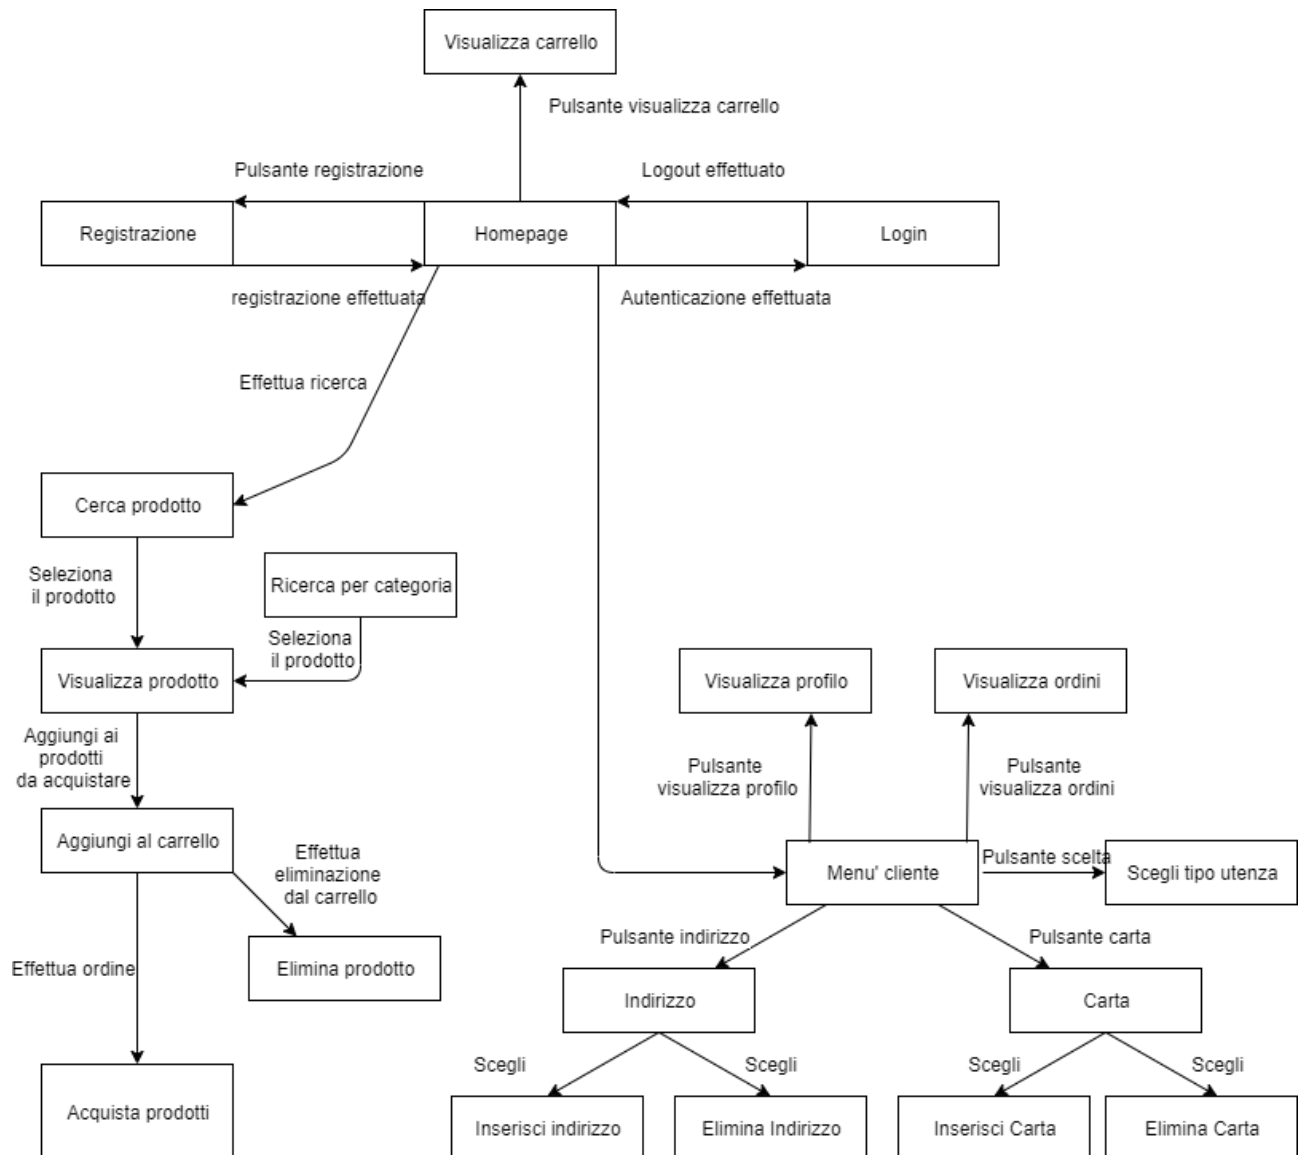 Visualizza carrello
Pulsante visualizza carrello
Pulsante registrazione
Logout effettuato
Registrazione
Homepage
Login
registrazione effettuata
Autenticazione effettuata
Effettua ricerca
Cerca prodotto
Seleziona
il prodotto
Ricerca per categoria
Seleziona
il prodotto
Visualizza prodotto
Visualizza profilo
Visualizza ordini
Aggiungi ai
prodotti
da acquistare
Pulsante
visualizza profilo
Pulsante
visualizza ordini
Aggiungi al carrello
Effettua
eliminazione
dal carrello
Menu' cliente
Pulsante scelta
Scegli tipo utenza
Pulsante indirizzo
Pulsante carta
Effettua ordine
Elimina prodotto
Indirizzo
Carta
Scegli
Scegli
Scegli
Scegli
Acquista prodotti
Inserisci indirizzo
Elimina Indirizzo
Inserisci Carta
Elimina Carta